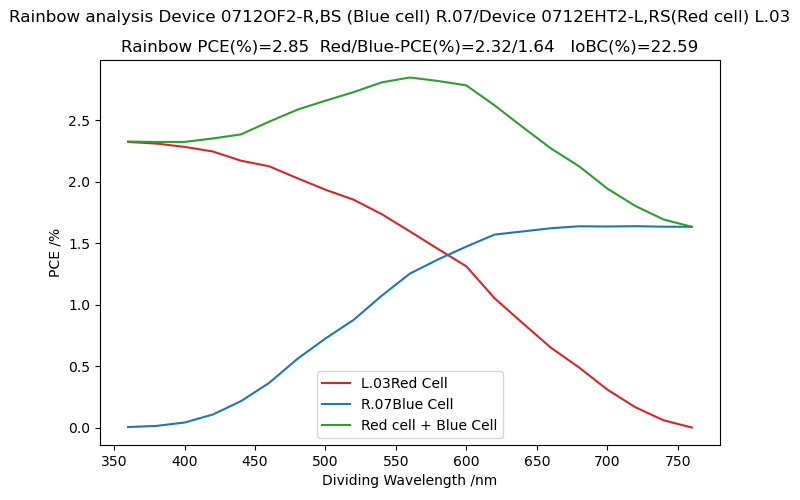 Rainbow analysis Device 0712OF2-R,BS (Blue cell) R.07/Device 0712EHT2-L,RS(Red cell) L.03
Rainbow PCE(%)=2.85  Red/Blue-PCE(%)=2.32/1.64   IoBC(%)=22.59
PCE /%
2.5
2.0
1.5
1.0
0.5
0.0
L.03Red Cell
R.07Blue Cell
Red cell + Blue Cell
350 400 450 500 550 600 650 700 750
Dividing Wavelength /nm